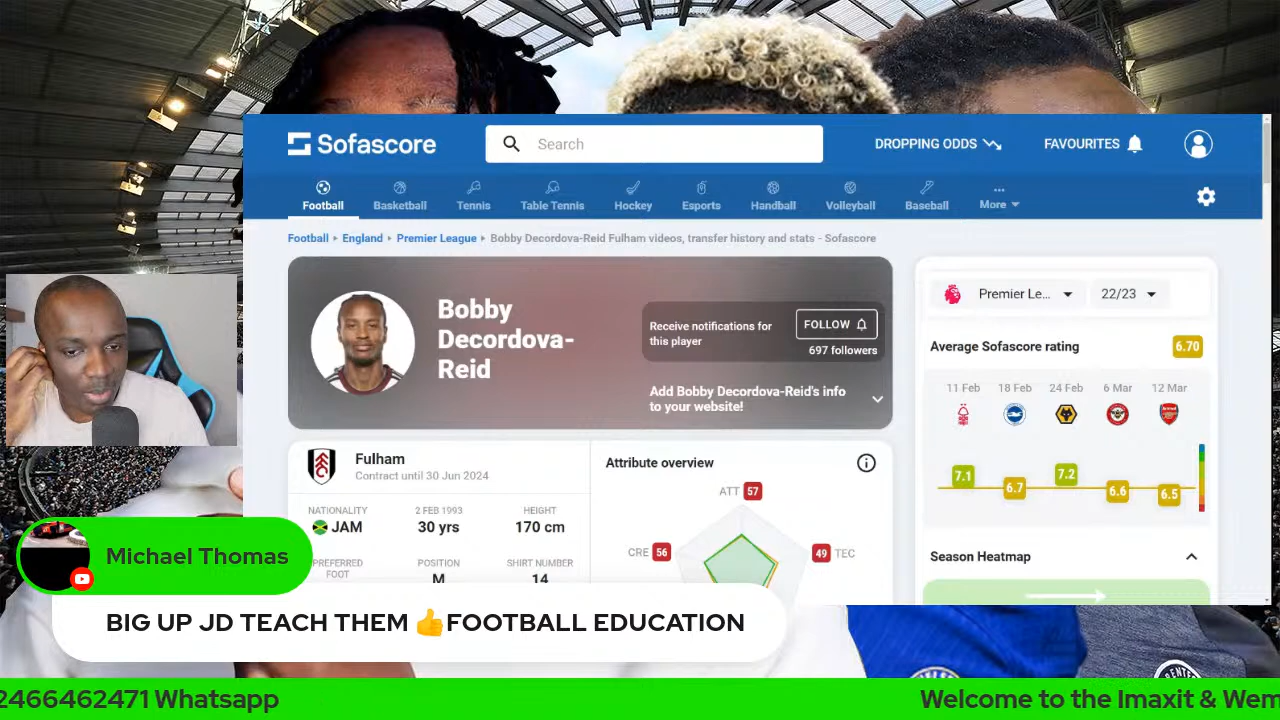 Sofascore
Search
DROPPING ODDS
FAVOURITES
Football
Basketball
Tennis
Table Tennis
Hockey
Esports
Handball
Volleyball
Baseball
More
Football England Premier League Bobby Decordova-Reid Fulham videos, transfer history and stats - Sofascore
Bobby
Decordova-
Reid
Receive notifications for
this player
FOLLOW
697 followers
Add Bobby Decordova-Reid's info
to your website!
Premier Le...
22/23
Average Sofascore rating
6.70
11 Feb
18 Feb
24 Feb
6 Mar
12 Mar
7.1
6.7
7.2
6.6
6.5
Season Heatmap
Fulham
Contract until 30 Jun 2024
NATIONALITY
JAM
2 FEB 1993
30 yrs
HEIGHT
170 cm
PREFERRED
FOOT
POSITION
M
SHIRT NUMBER
14
Attribute overview
ATT 57
CRE 56
49 TEC
Michael Thomas
BIG UP JD TEACH THEM 👍FOOTBALL EDUCATION
2466462471 Whatsapp
Welcome to the Imaxit & Wem